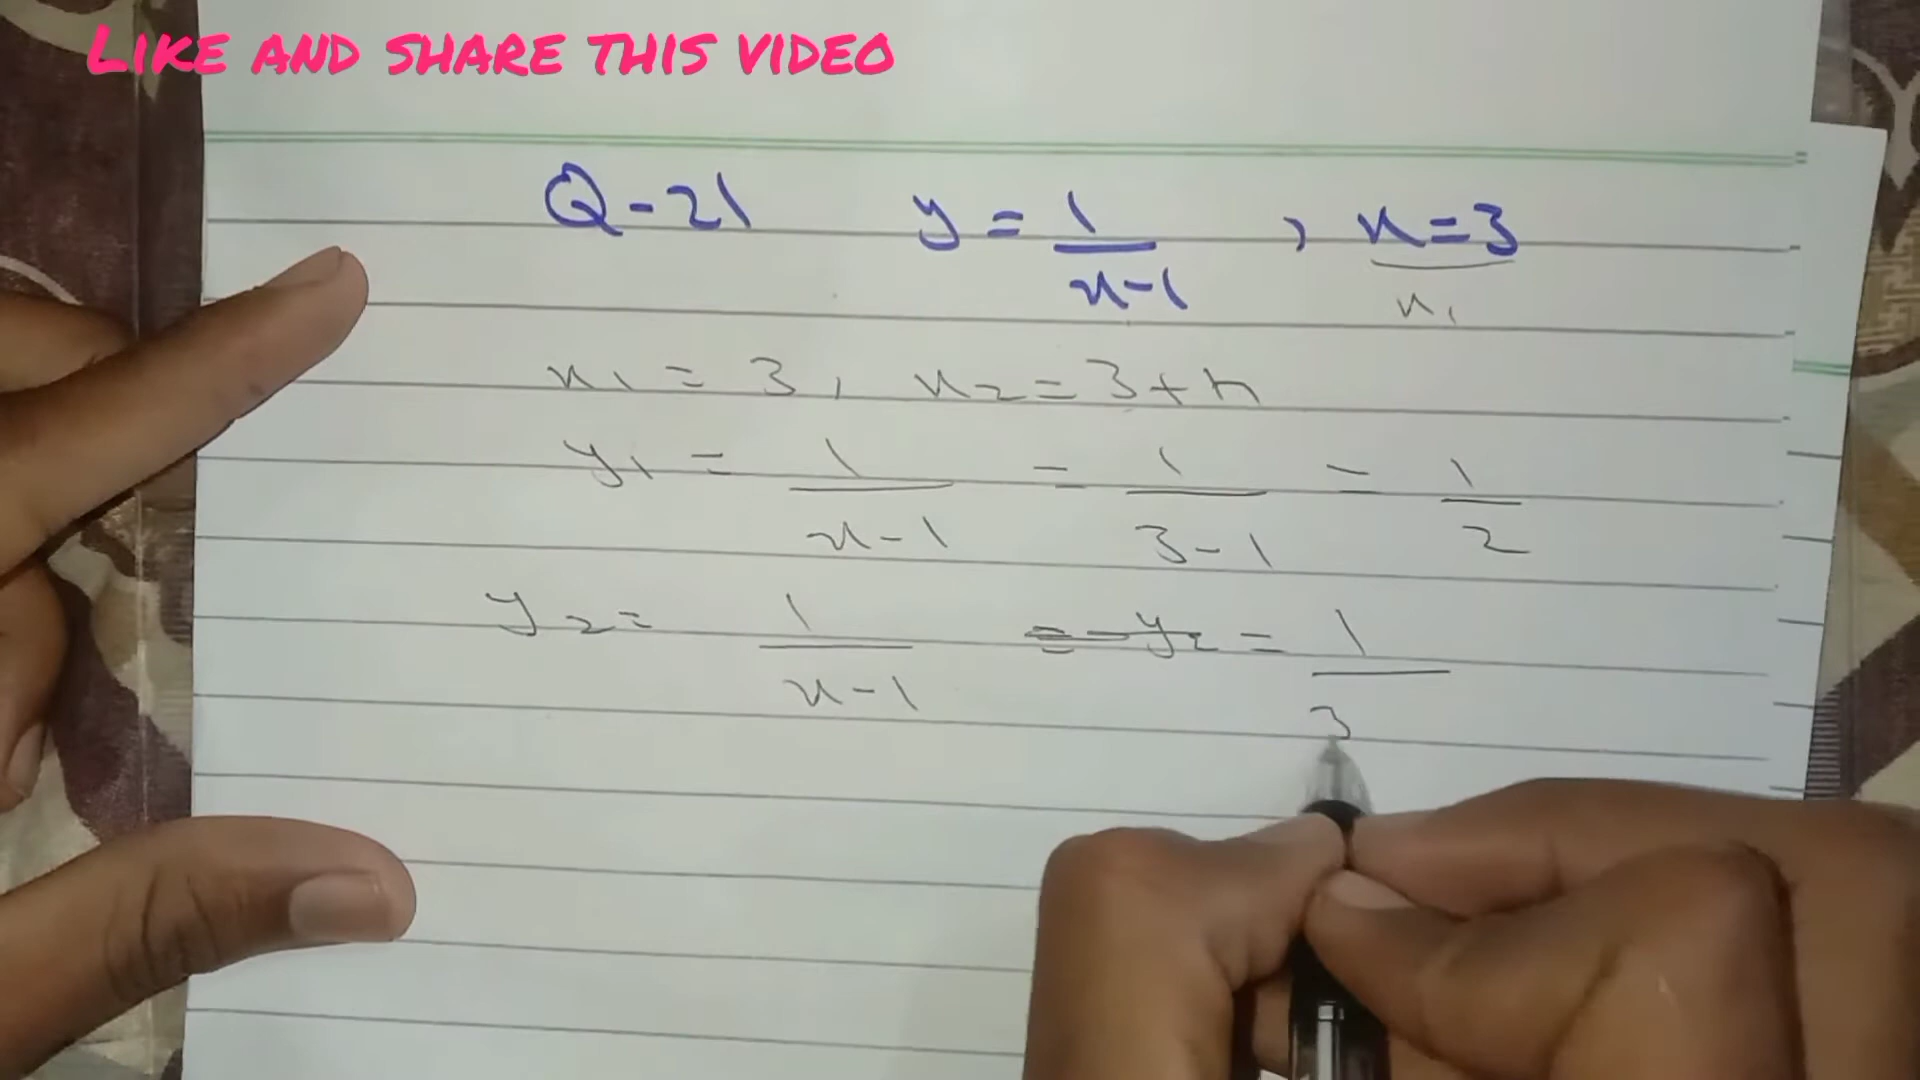 LIKE AND SHARE THIS VIDEO
Q-21 y = 1/x-1 , x=3
x1
x1 = 3, x2 = 3+h
y1 = 1/x-1 = 1/3-1 = 1/2
y2 = 1/x-1 = y2 = 1/3